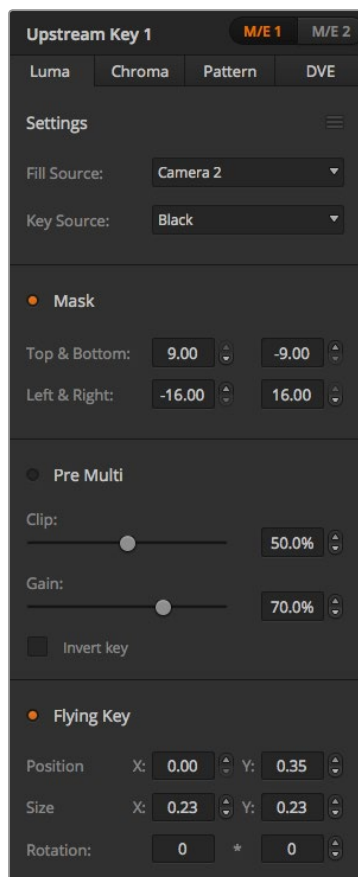 Upstream Key 1 M/E 1 M/E 2
Luma Chroma Pattern DVE
Settings
Fill Source: Camera 2
Key Source: Black
Mask
Top & Bottom: 9.00 -9.00
Left & Right: -16.00 16.00
Pre Multi
Clip:
50.0%
Gain:
70.0%
Invert key
Flying Key
Position X: 0.00 Y: 0.35
Size X: 0.23 Y: 0.23
Rotation: 0 * 0